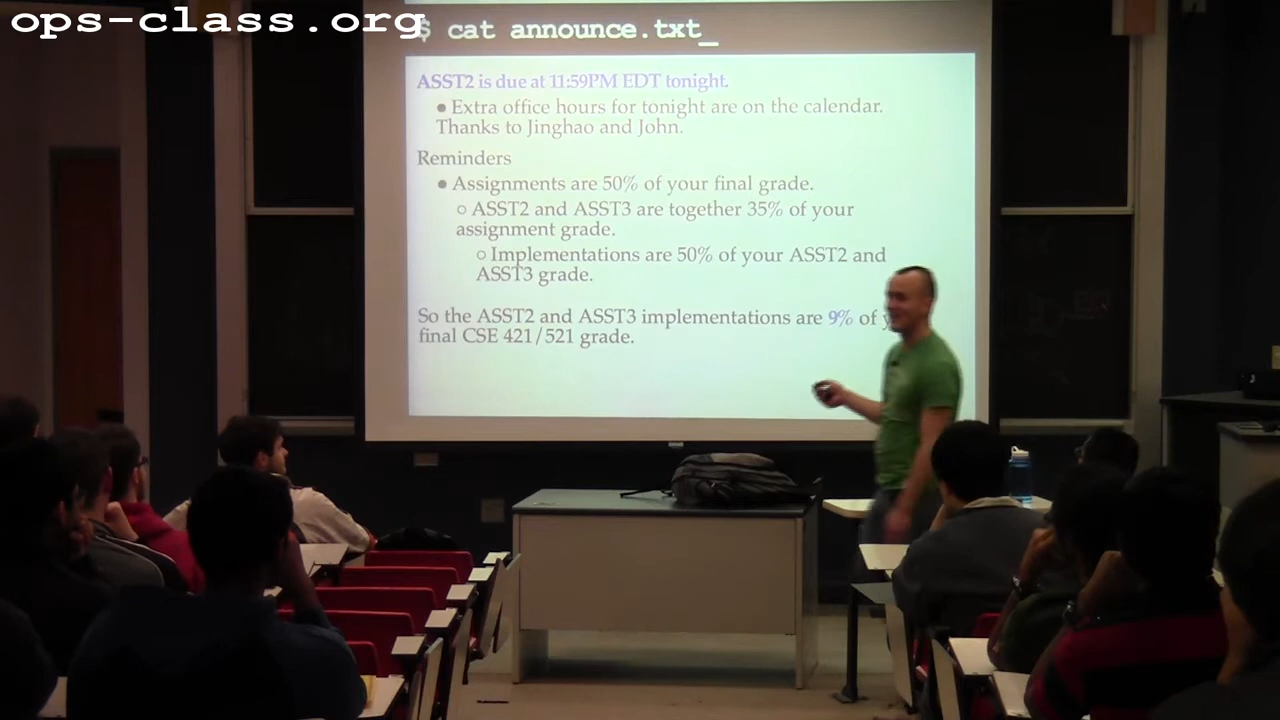 ops-class.org
$ cat announce.txt_
ASST2 is due at 11:59PM EDT tonight.
● Extra office hours for tonight are on the calendar.
Thanks to Jinghao and John.
Reminders
● Assignments are 50% of your final grade.
○ ASST2 and ASST3 are together 35% of your
assignment grade.
○ Implementations are 50% of your ASST2 and
ASST3 grade.
So the ASST2 and ASST3 implementations are 9% of
final CSE 421/521 grade.